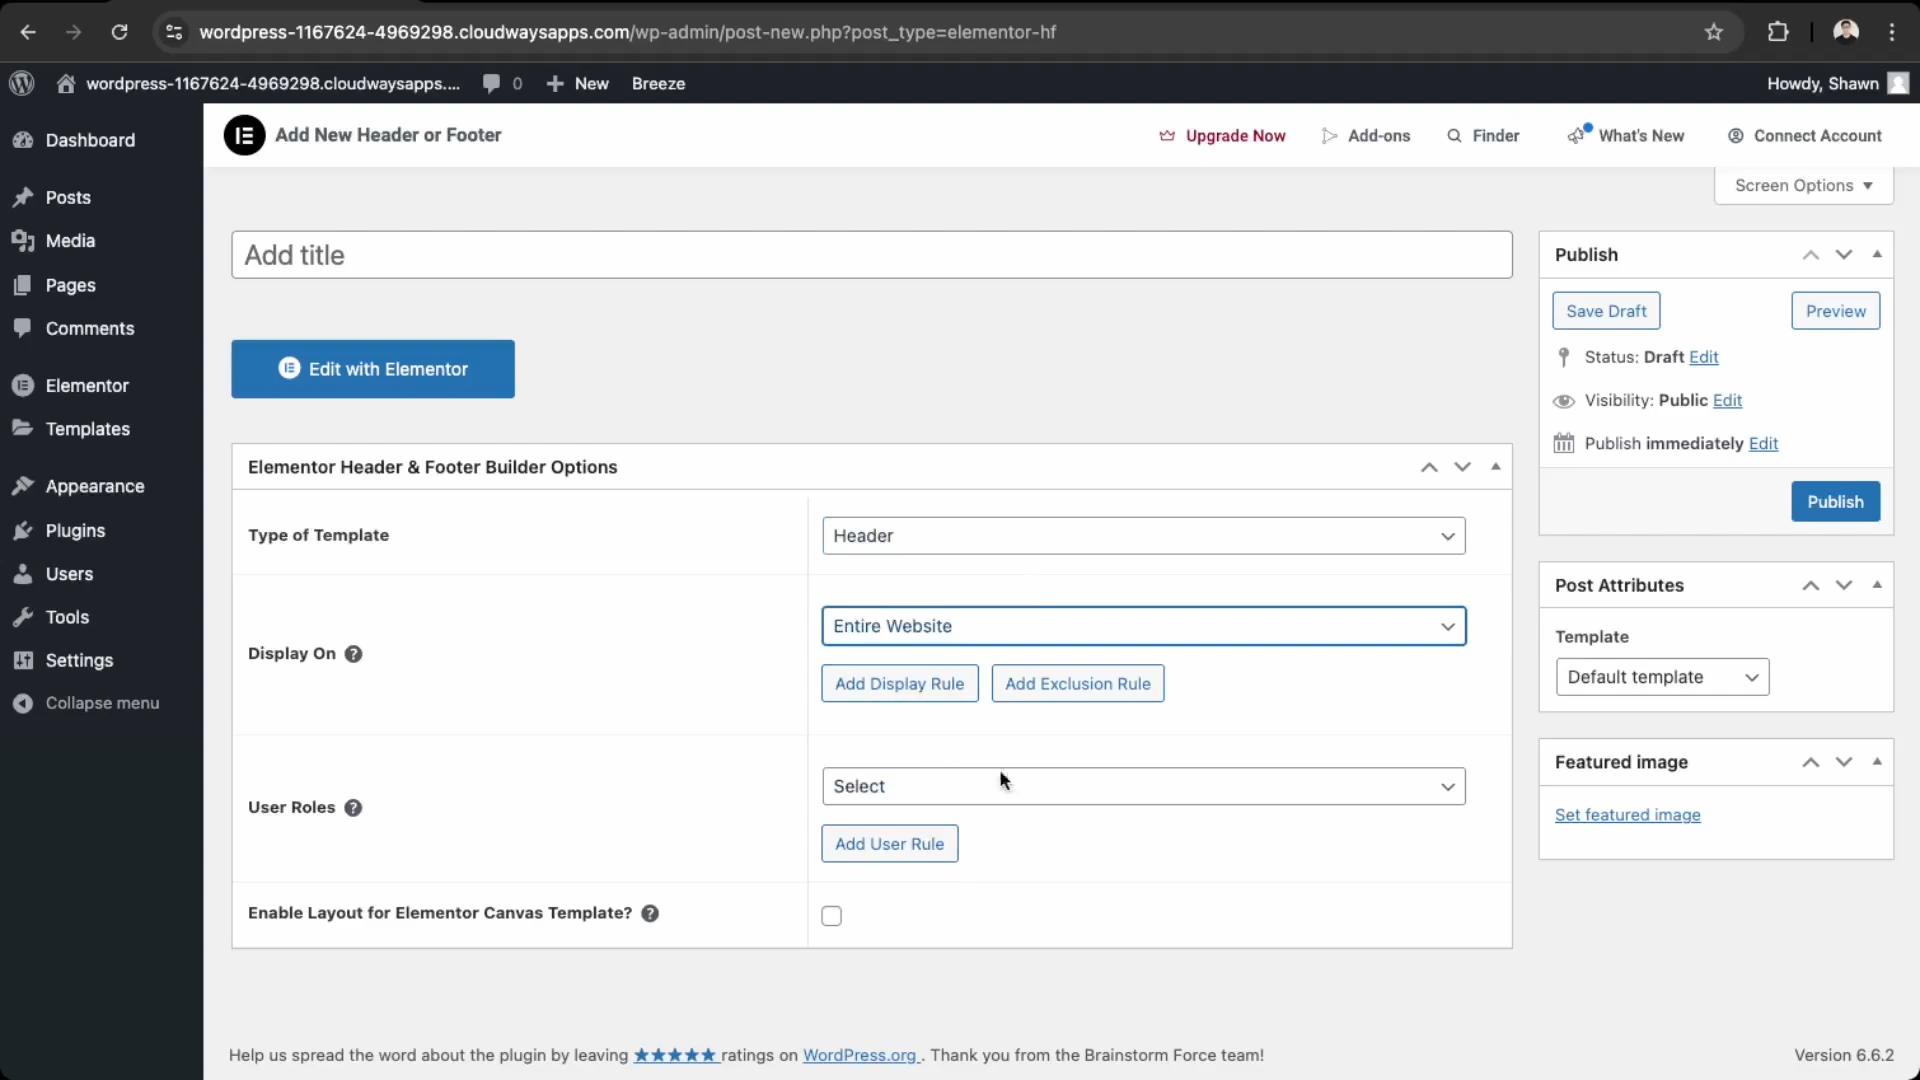 wordpress-1167624-4969298.cloudwaysapps.com/wp-admin/post-new.php?post_type=elementor-hf
wordpress-1167624-4969298.cloudwaysapps.... 0 New Breeze Howdy, Shawn
Dashboard
Posts
Media
Pages
Comments
Elementor
Templates
Appearance
Plugins
Users
Tools
Settings
Collapse menu
Add New Header or Footer
Upgrade Now Add-ons Finder What's New Connect Account
Screen Options ▼
Add title
Edit with Elementor
Elementor Header & Footer Builder Options
Type of Template
Header
Display On ?
Entire Website
Add Display Rule Add Exclusion Rule
User Roles ?
Select
Add User Rule
Enable Layout for Elementor Canvas Template? ?
Publish
Save Draft Preview
Status: Draft Edit
Visibility: Public Edit
Publish immediately Edit
Publish
Post Attributes
Template
Default template
Featured image
Set featured image
Help us spread the word about the plugin by leaving ★★★★★ ratings on WordPress.org . Thank you from the Brainstorm Force team!
Version 6.6.2